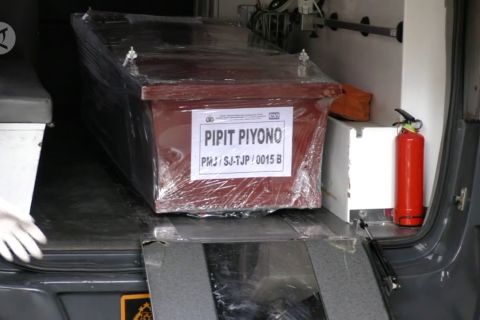 PIPIT PIYONO
PMJ / SJ-TJP / 0015 B